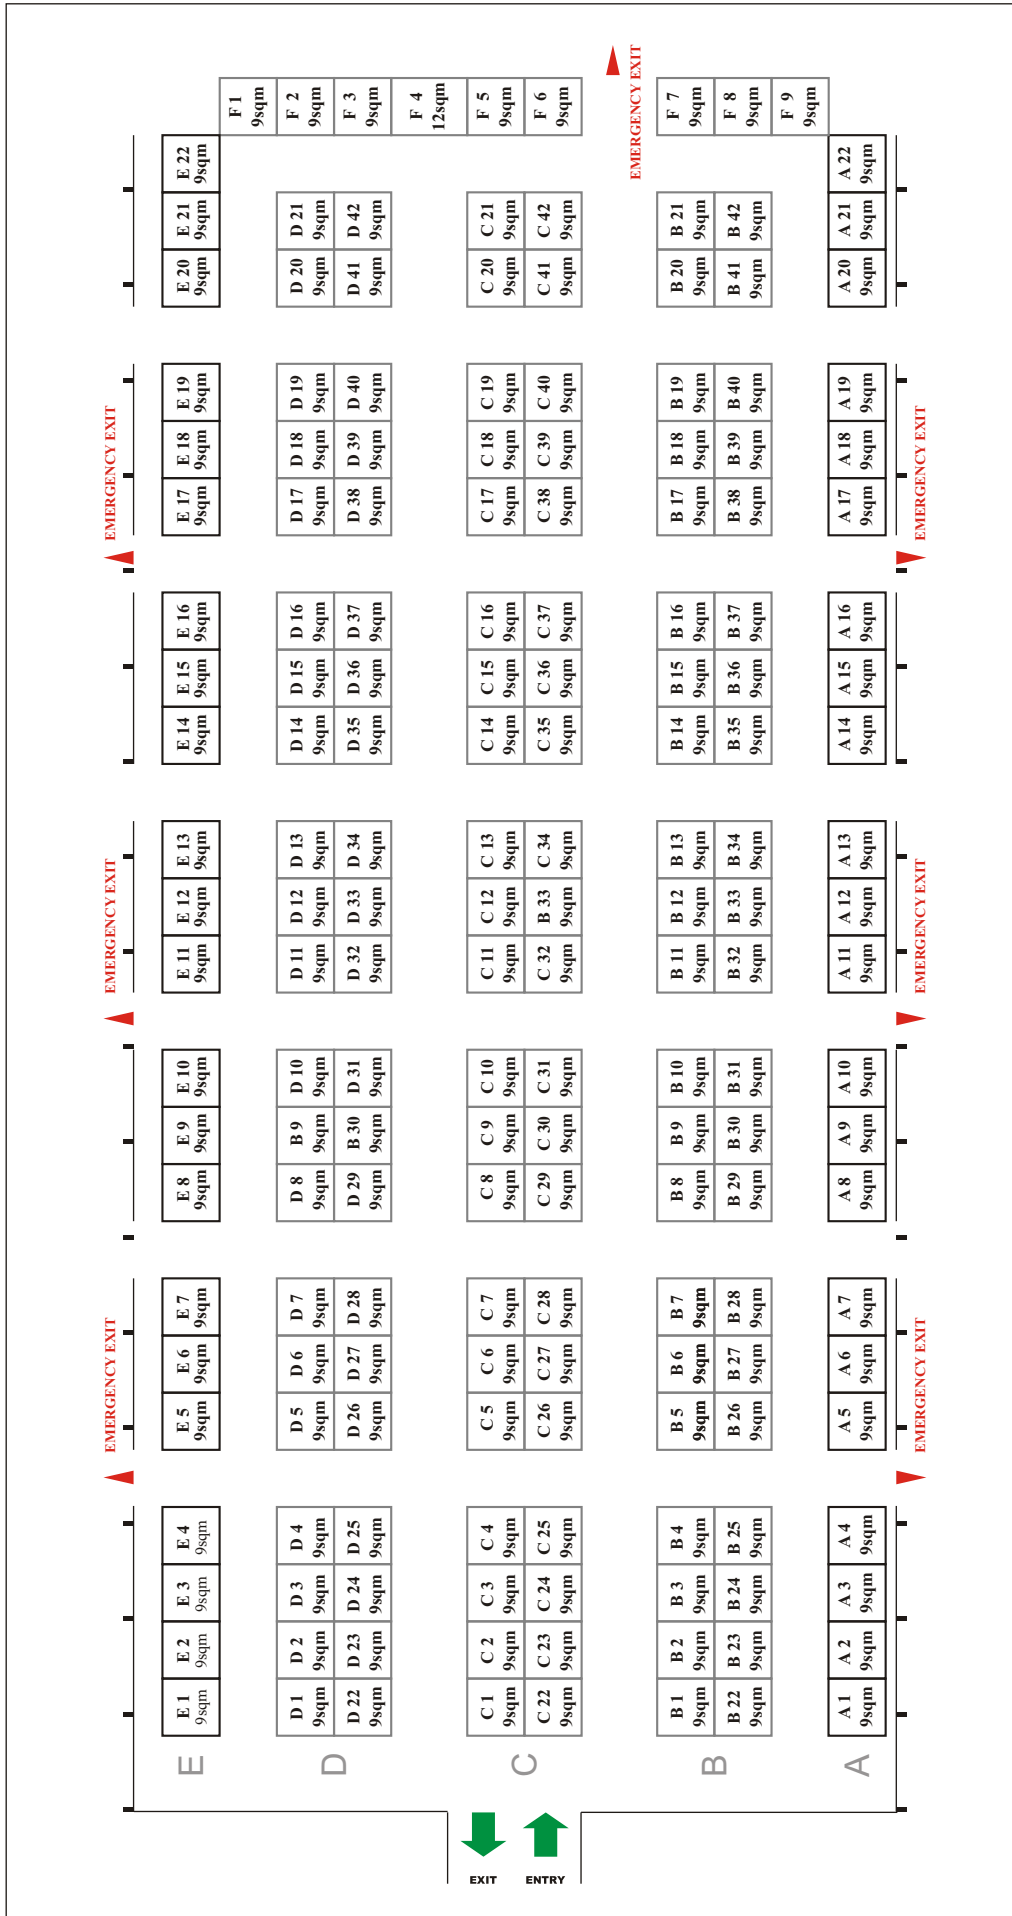 EMERGENCY EXIT
F 1
9sqm
F 2
9sqm
F 3
9sqm
F 4
12sqm
F 5
9sqm
F 6
9sqm
F 7
9sqm
F 8
9sqm
F 9
9sqm
E 22
9sqm
A 22
9sqm
E 21
9sqm
D 21
9sqm
D 42
9sqm
C 21
9sqm
C 42
9sqm
B 21
9sqm
B 42
9sqm
A 21
9sqm
E 20
9sqm
D 20
9sqm
D 41
9sqm
C 20
9sqm
C 41
9sqm
B 20
9sqm
B 41
9sqm
A 20
9sqm
EMERGENCY EXIT
E 19
9sqm
D 19
9sqm
D 40
9sqm
C 19
9sqm
C 40
9sqm
B 19
9sqm
B 40
9sqm
A 19
9sqm
EMERGENCY EXIT
E 18
9sqm
D 18
9sqm
D 39
9sqm
C 18
9sqm
C 39
9sqm
B 18
9sqm
B 39
9sqm
A 18
9sqm
E 17
9sqm
D 17
9sqm
D 38
9sqm
C 17
9sqm
C 38
9sqm
B 17
9sqm
B 38
9sqm
A 17
9sqm
E 16
9sqm
D 16
9sqm
D 37
9sqm
C 16
9sqm
C 37
9sqm
B 16
9sqm
B 37
9sqm
A 16
9sqm
E 15
9sqm
D 15
9sqm
D 36
9sqm
C 15
9sqm
C 36
9sqm
B 15
9sqm
B 36
9sqm
A 15
9sqm
E 14
9sqm
D 14
9sqm
D 35
9sqm
C 14
9sqm
C 35
9sqm
B 14
9sqm
B 35
9sqm
A 14
9sqm
EMERGENCY EXIT
E 13
9sqm
D 13
9sqm
D 34
9sqm
C 13
9sqm
C 34
9sqm
B 13
9sqm
B 34
9sqm
A 13
9sqm
EMERGENCY EXIT
E 12
9sqm
D 12
9sqm
D 33
9sqm
C 12
9sqm
B 33
9sqm
B 12
9sqm
B 33
9sqm
A 12
9sqm
E 11
9sqm
D 11
9sqm
D 32
9sqm
C 11
9sqm
C 32
9sqm
B 11
9sqm
B 32
9sqm
A 11
9sqm
E 10
9sqm
D 10
9sqm
D 31
9sqm
C 10
9sqm
C 31
9sqm
B 10
9sqm
B 31
9sqm
A 10
9sqm
E 9
9sqm
B 9
9sqm
B 30
9sqm
C 9
9sqm
C 30
9sqm
B 9
9sqm
B 30
9sqm
A 9
9sqm
E 8
9sqm
D 8
9sqm
D 29
9sqm
C 8
9sqm
C 29
9sqm
B 8
9sqm
B 29
9sqm
A 8
9sqm
EMERGENCY EXIT
E 7
9sqm
D 7
9sqm
D 28
9sqm
C 7
9sqm
C 28
9sqm
B 7
9sqm
B 28
9sqm
A 7
9sqm
EMERGENCY EXIT
E 6
9sqm
D 6
9sqm
D 27
9sqm
C 6
9sqm
C 27
9sqm
B 6
9sqm
B 27
9sqm
A 6
9sqm
E 5
9sqm
D 5
9sqm
D 26
9sqm
C 5
9sqm
C 26
9sqm
B 5
9sqm
B 26
9sqm
A 5
9sqm
E 4
9sqm
D 4
9sqm
D 25
9sqm
C 4
9sqm
C 25
9sqm
B 4
9sqm
B 25
9sqm
A 4
9sqm
E 3
9sqm
D 3
9sqm
D 24
9sqm
C 3
9sqm
C 24
9sqm
B 3
9sqm
B 24
9sqm
A 3
9sqm
E 2
9sqm
D 2
9sqm
D 23
9sqm
C 2
9sqm
C 23
9sqm
B 2
9sqm
B 23
9sqm
A 2
9sqm
E 1
9sqm
D 1
9sqm
D 22
9sqm
C 1
9sqm
C 22
9sqm
B 1
9sqm
B 22
9sqm
A 1
9sqm
E
D
C
B
A
EXIT
ENTRY